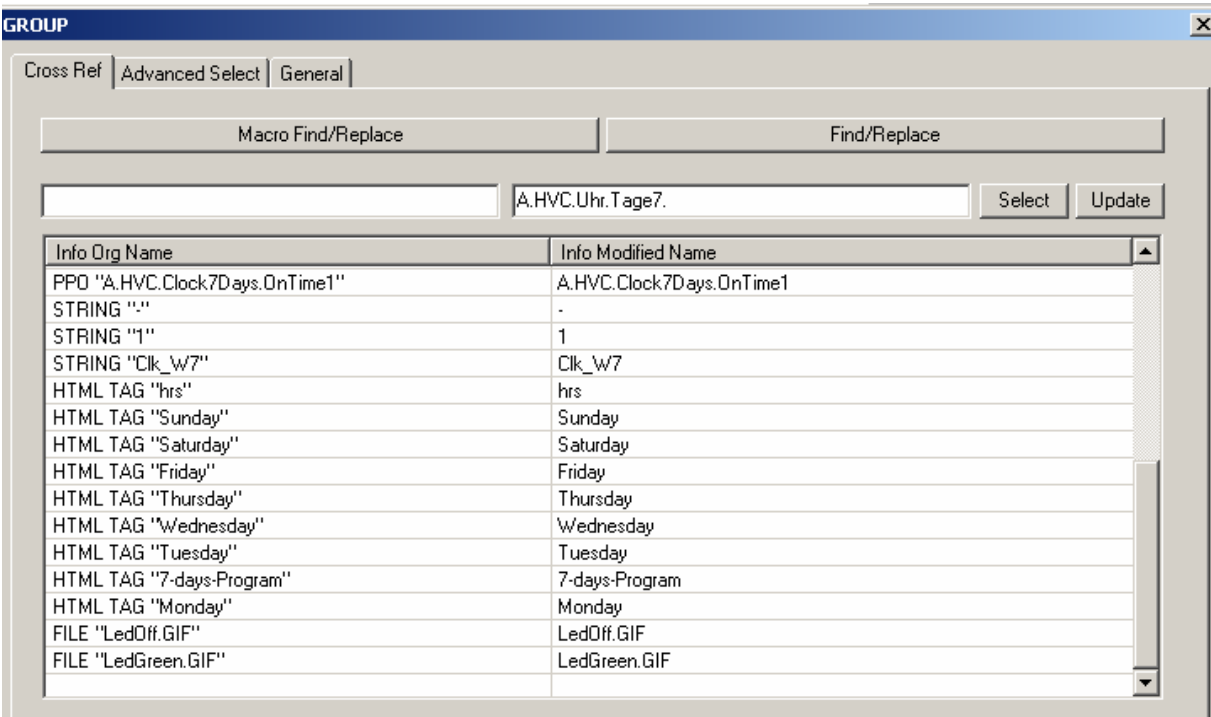 GROUP
Cross Ref Advanced Select General
Macro Find/Replace Find/Replace
A.HVC.Uhr.Tage7. Select Update
Info Org Name Info Modified Name
PPO "A.HVC.Clock7Days.OnTime1" A.HVC.Clock7Days.OnTime1
STRING "-" -
STRING "1" 1
STRING "Clk_W7" Clk_W7
HTML TAG "hrs" hrs
HTML TAG "Sunday" Sunday
HTML TAG "Saturday" Saturday
HTML TAG "Friday" Friday
HTML TAG "Thursday" Thursday
HTML TAG "Wednesday" Wednesday
HTML TAG "Tuesday" Tuesday
HTML TAG "7-days-Program" 7-days-Program
HTML TAG "Monday" Monday
FILE "LedOff.GIF" LedOff.GIF
FILE "LedGreen.GIF" LedGreen.GIF